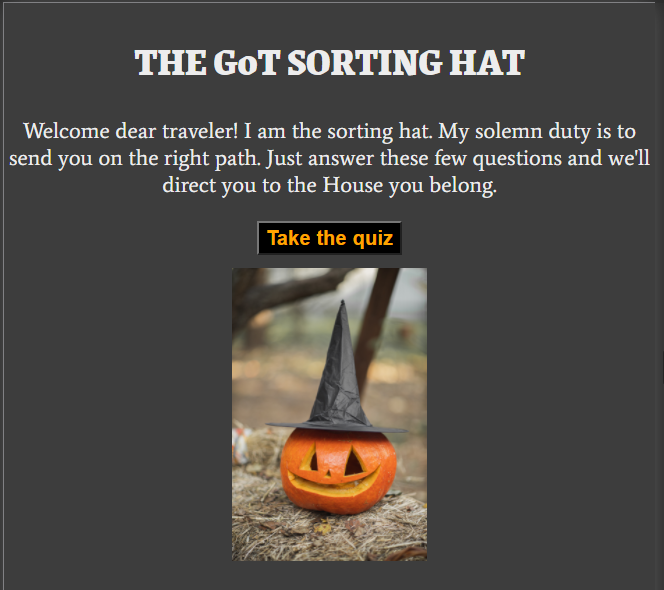 THE GoT SORTING HAT
Welcome dear traveler! I am the sorting hat. My solemn duty is to
send you on the right path. Just answer these few questions and we'll
direct you to the House you belong.
Take the quiz